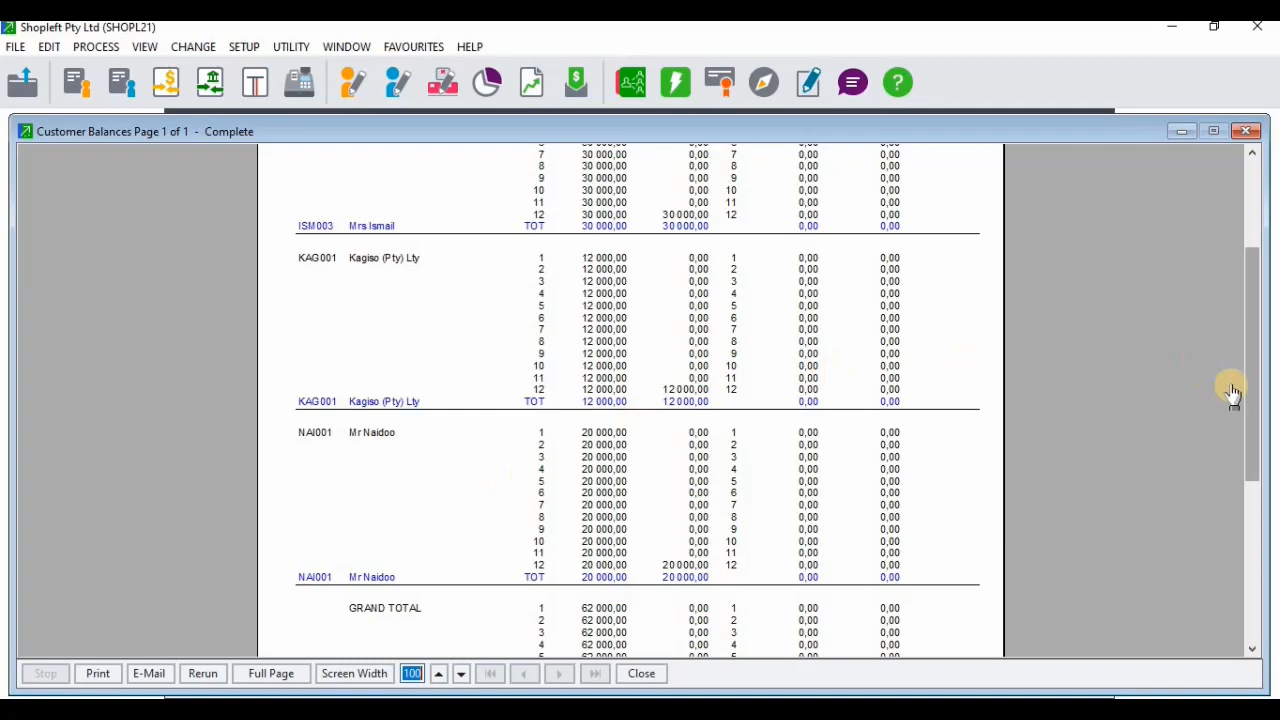 Shopleft Pty Ltd (SHOPL21)
FILE EDIT PROCESS VIEW CHANGE SETUP UTILITY WINDOW FAVOURITES HELP
Customer Balances Page 1 of 1 - Complete
7 30 000,00 0,00 7 0,00 0,00
8 30 000,00 0,00 8 0,00 0,00
9 30 000,00 0,00 9 0,00 0,00
10 30 000,00 0,00 10 0,00 0,00
11 30 000,00 0,00 11 0,00 0,00
12 30 000,00 30 000,00 12 0,00 0,00
ISM003 Mrs Ismail TOT 30 000,00 30 000,00 0,00 0,00
KAG001 Kagiso (Pty) Lty 1 12 000,00 0,00 1 0,00 0,00
2 12 000,00 0,00 2 0,00 0,00
3 12 000,00 0,00 3 0,00 0,00
4 12 000,00 0,00 4 0,00 0,00
5 12 000,00 0,00 5 0,00 0,00
6 12 000,00 0,00 6 0,00 0,00
7 12 000,00 0,00 7 0,00 0,00
8 12 000,00 0,00 8 0,00 0,00
9 12 000,00 0,00 9 0,00 0,00
10 12 000,00 0,00 10 0,00 0,00
11 12 000,00 0,00 11 0,00 0,00
12 12 000,00 12 000,00 12 0,00 0,00
KAG001 Kagiso (Pty) Lty TOT 12 000,00 12 000,00 0,00 0,00
NAI001 Mr Naidoo 1 20 000,00 0,00 1 0,00 0,00
2 20 000,00 0,00 2 0,00 0,00
3 20 000,00 0,00 3 0,00 0,00
4 20 000,00 0,00 4 0,00 0,00
5 20 000,00 0,00 5 0,00 0,00
6 20 000,00 0,00 6 0,00 0,00
7 20 000,00 0,00 7 0,00 0,00
8 20 000,00 0,00 8 0,00 0,00
9 20 000,00 0,00 9 0,00 0,00
10 20 000,00 0,00 10 0,00 0,00
11 20 000,00 0,00 11 0,00 0,00
12 20 000,00 20 000,00 12 0,00 0,00
NAI001 Mr Naidoo TOT 20 000,00 20 000,00 0,00 0,00
GRAND TOTAL 1 62 000,00 0,00 1 0,00 0,00
2 62 000,00 0,00 2 0,00 0,00
3 62 000,00 0,00 3 0,00 0,00
4 62 000,00 0,00 4 0,00 0,00
Stop Print E-Mail Rerun Full Page Screen Width 100 Close